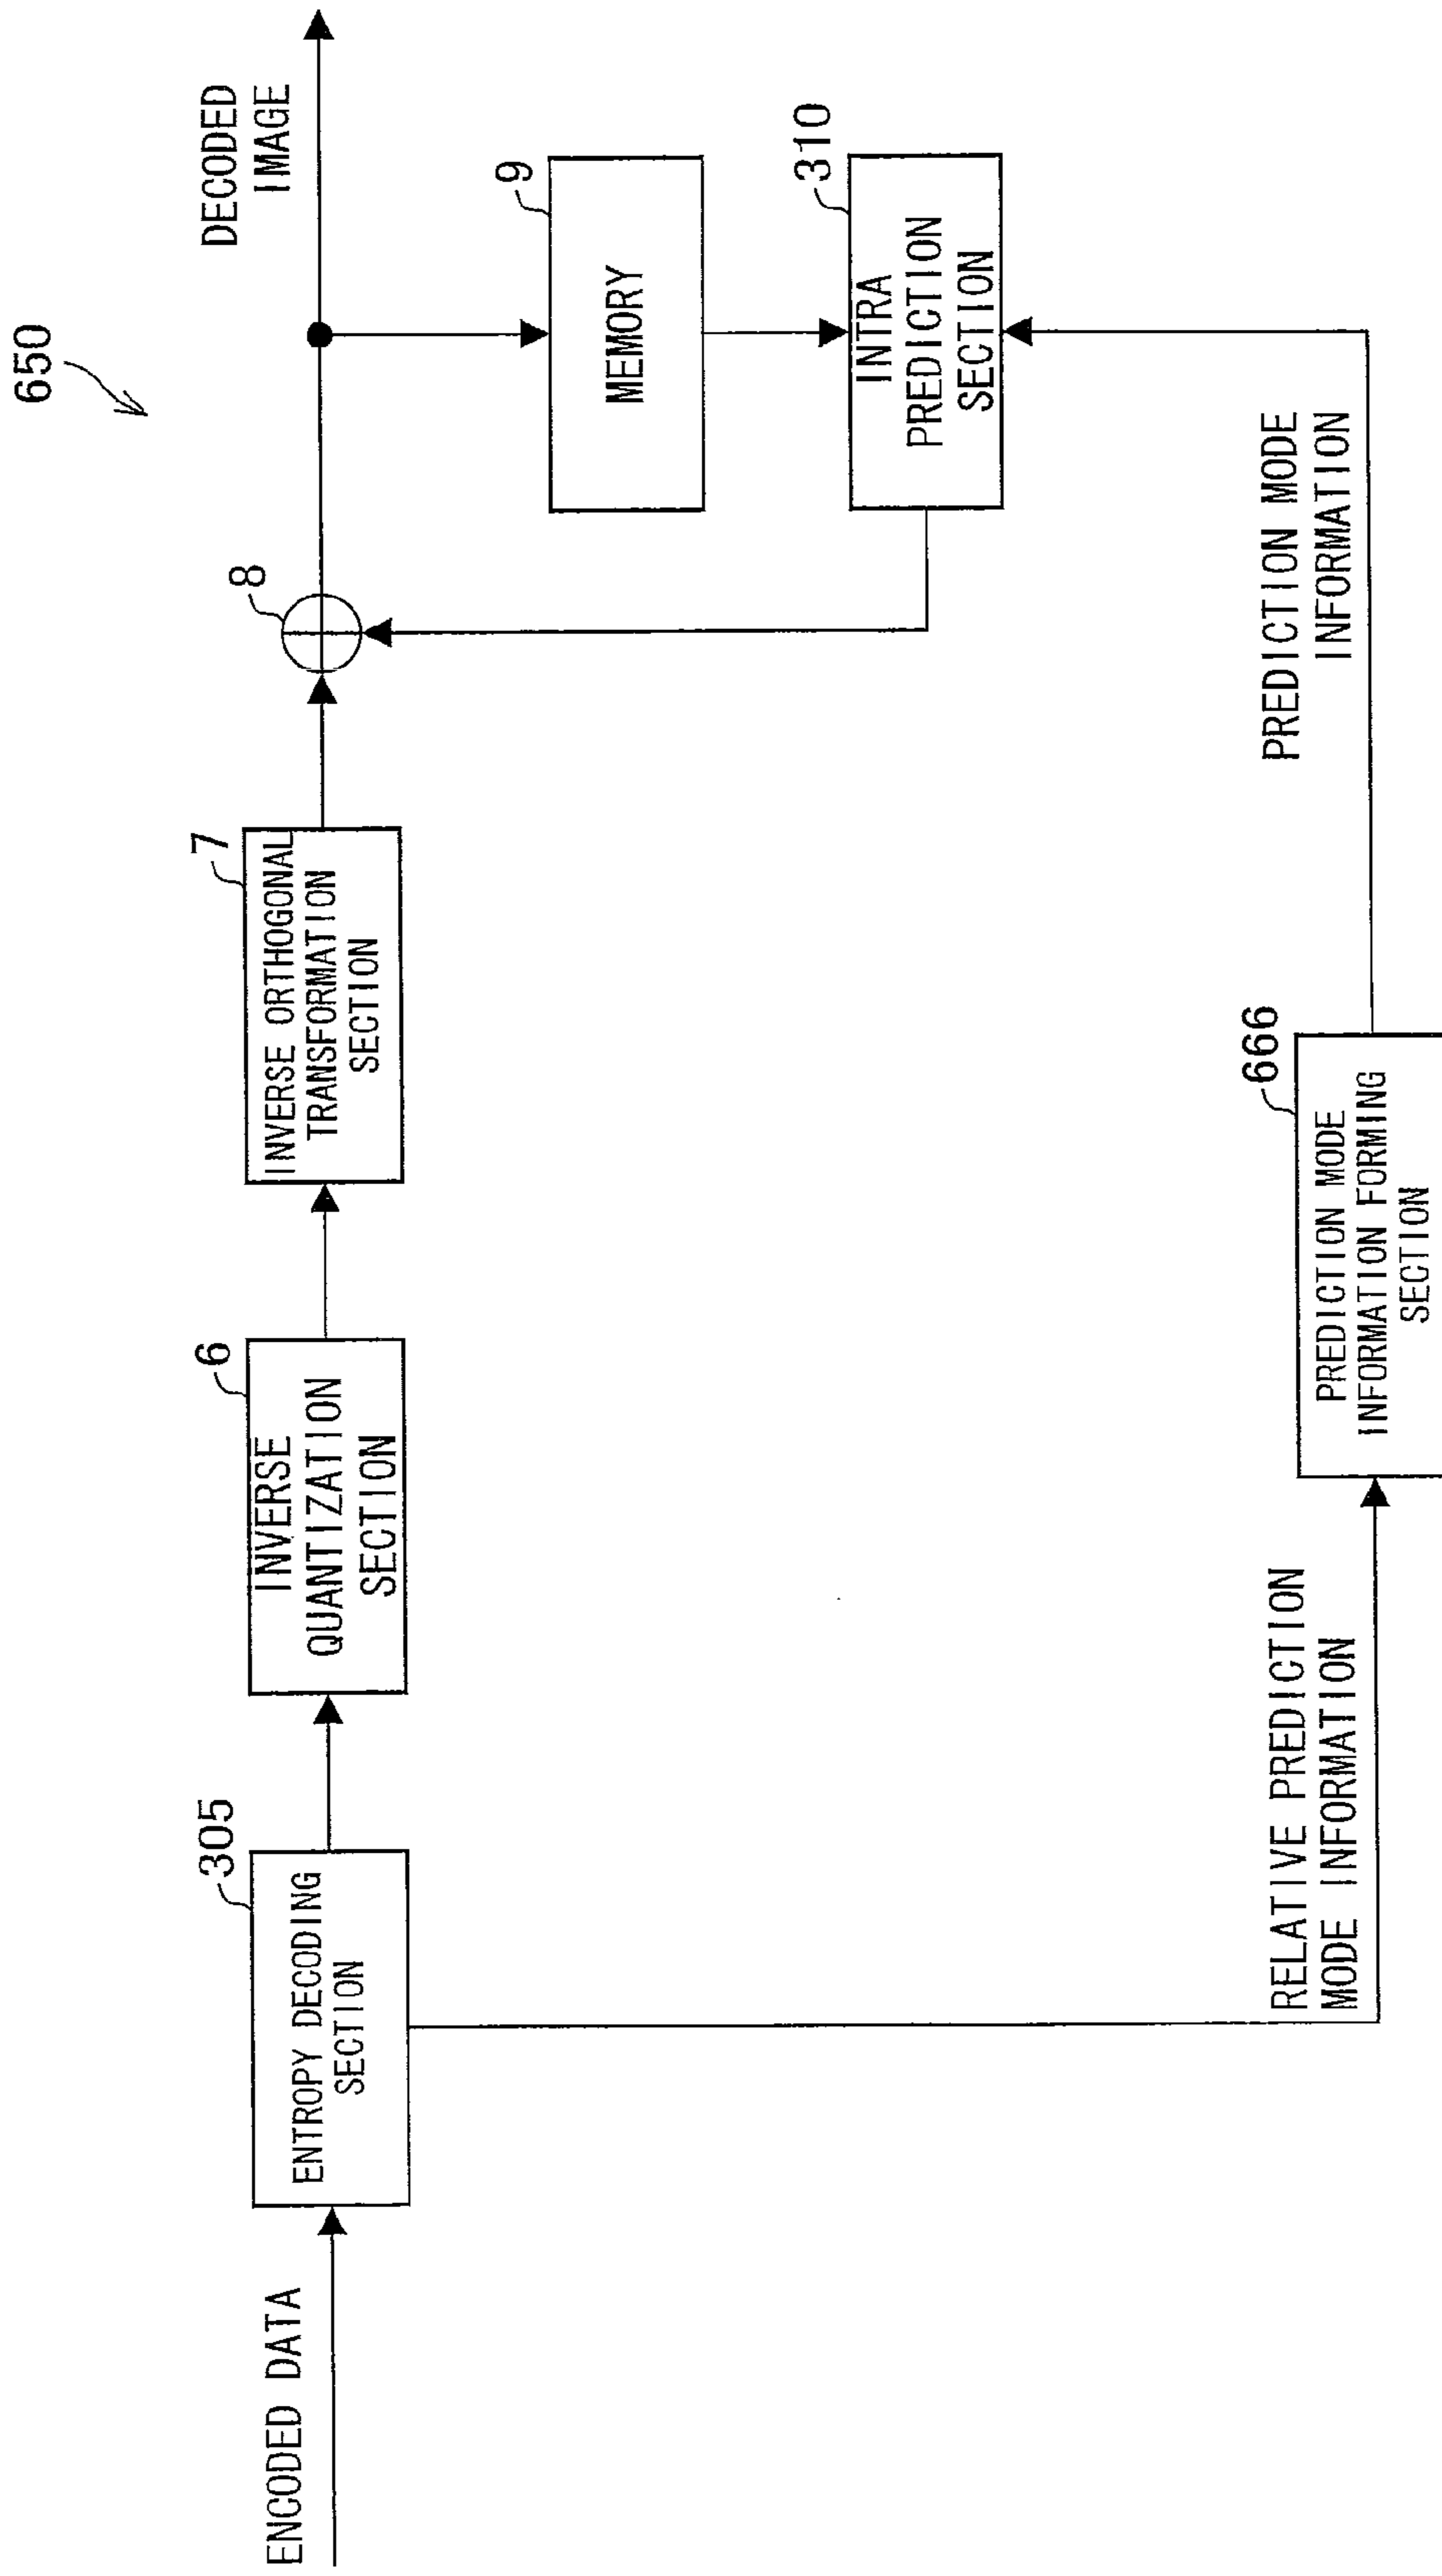 650
ENCODED DATA
305
ENTROPY DECODING
SECTION
6
INVERSE
QUANTIZATION
SECTION
7
INVERSE ORTHOGONAL
TRANSFORMATION
SECTION
8
DECODED
IMAGE
9
MEMORY
310
INTRA
PREDICTION
SECTION
RELATIVE PREDICTION
MODE INFORMATION
666
PREDICTION MODE
INFORMATION FORMING
SECTION
PREDICTION MODE
INFORMATION